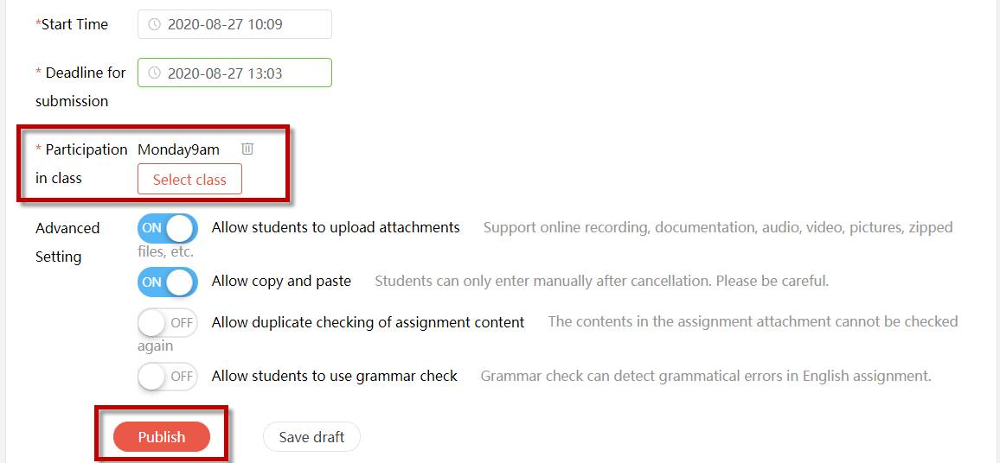 *Start Time 2020-08-27 10:09
* Deadline for 2020-08-27 13:03
submission
* Participation Monday9am
in class Select class
Advanced ON Allow students to upload attachments Support online recording, documentation, audio, video, pictures, zipped
Setting files, etc.
ON Allow copy and paste Students can only enter manually after cancellation. Please be careful.
OFF Allow duplicate checking of assignment content The contents in the assignment attachment cannot be checked
again
OFF Allow students to use grammar check Grammar check can detect grammatical errors in English assignment.
Publish Save draft